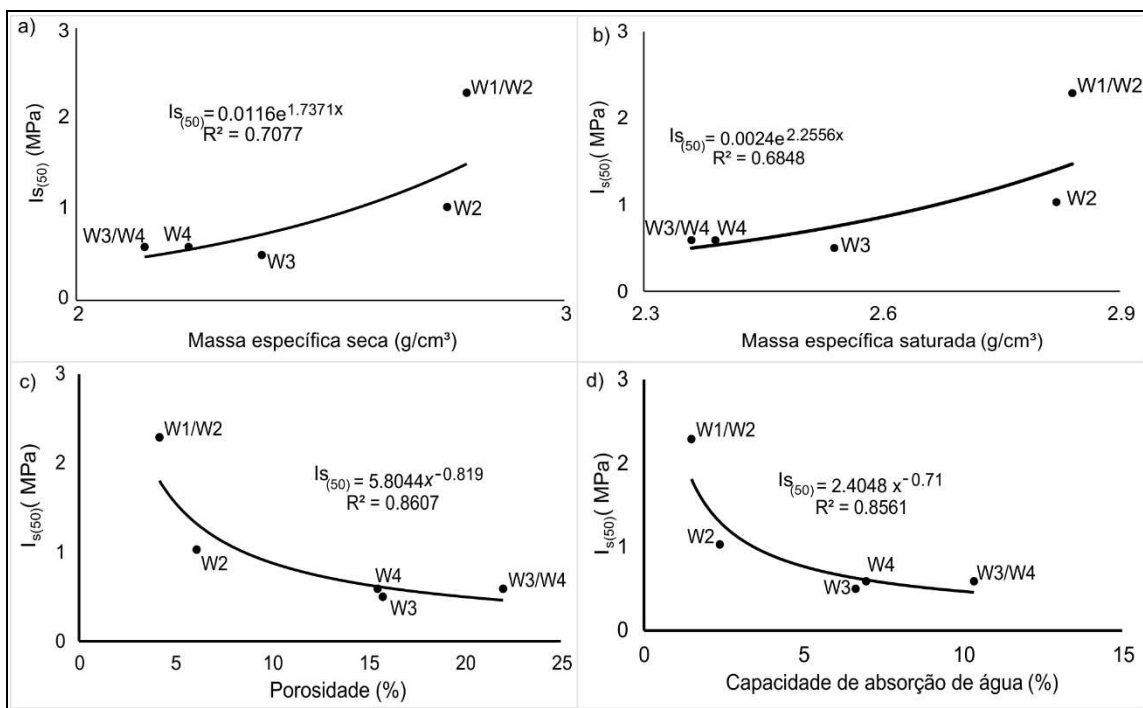 a)
3
2
1
0
Is(50) (MPa)
Is(50) = 0.0116e^1.7371x
R² = 0.7077
W1/W2
W2
W3/W4
W4
W3
2
3
Massa específica seca (g/cm³)
b)
3
2
1
0
Is(50)( MPa)
Is(50) = 0.0024e^2.2556x
R² = 0.6848
W1/W2
W2
W3/W4
W4
W3
2.3
2.6
2.9
Massa específica saturada (g/cm³)
c)
3
2
1
0
Is(50)( MPa)
W1/W2
Is(50) = 5.8044x^-0.819
R² = 0.8607
W2
W4
W3
W3/W4
0
5
10
15
20
25
Porosidade (%)
d)
3
2
1
0
Is(50)( MPa)
W1/W2
Is(50) = 2.4048 x^-0.71
R² = 0.8561
W2
W4
W3
W3/W4
0
5
10
15
Capacidade de absorção de água (%)